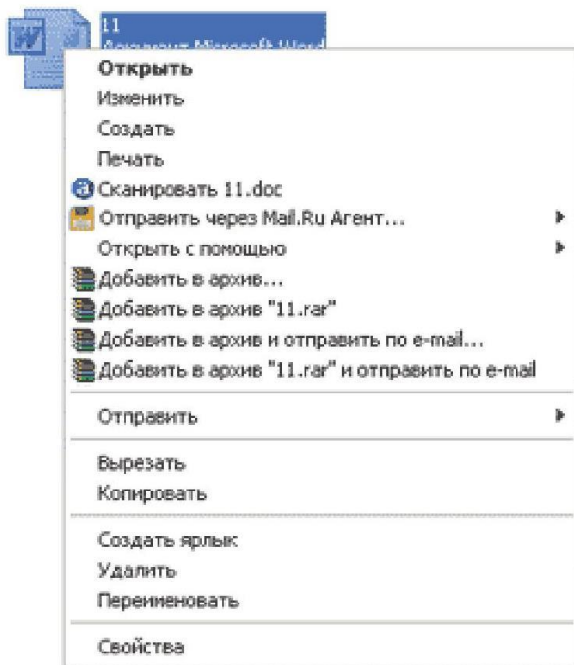 11
Документ Microsoft Word
Открыть
Изменить
Создать
Печать
Сканировать 11.doc
Отправить через Mail.Ru Агент...
Открыть с помощью
Добавить в архив...
Добавить в архив "11.rar"
Добавить в архив и отправить по e-mail...
Добавить в архив "11.rar" и отправить по e-mail
Отправить
Вырезать
Копировать
Создать ярлык
Удалить
Переименовать
Свойства